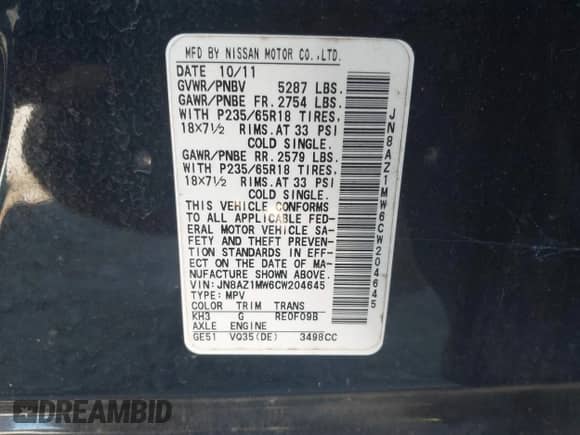 MFD BY NISSAN MOTOR CO.,LTD.
DATE 10/11
GVWR/PNBV 5287 LBS.
GAWR/PNBE FR. 2754 LBS.
WITH P235/65R18 TIRES,
18X7½ RIMS.AT 33 PSI
COLD SINGLE.
GAWR/PNBE RR. 2579 LBS.
WITH P235/65R18 TIRES,
18X7½ RIMS.AT 33 PSI
COLD SINGLE.
THIS VEHICLE CONFORMS
TO ALL APPLICABLE FED-
ERAL MOTOR VEHICLE SA-
FETY AND THEFT PREVEN-
TION STANDARDS IN EFF-
ECT ON THE DATE OF MA-
NUFACTURE SHOWN ABOVE.
VIN:JN8AZ1MW6CW204645
TYPE:MPV
COLOR TRIM TRANS
KH3 G RE0F09B
AXLE ENGINE
GE51 VQ35(DE) 3498CC
JN8AZ1MW6CW204645
DREAMBID